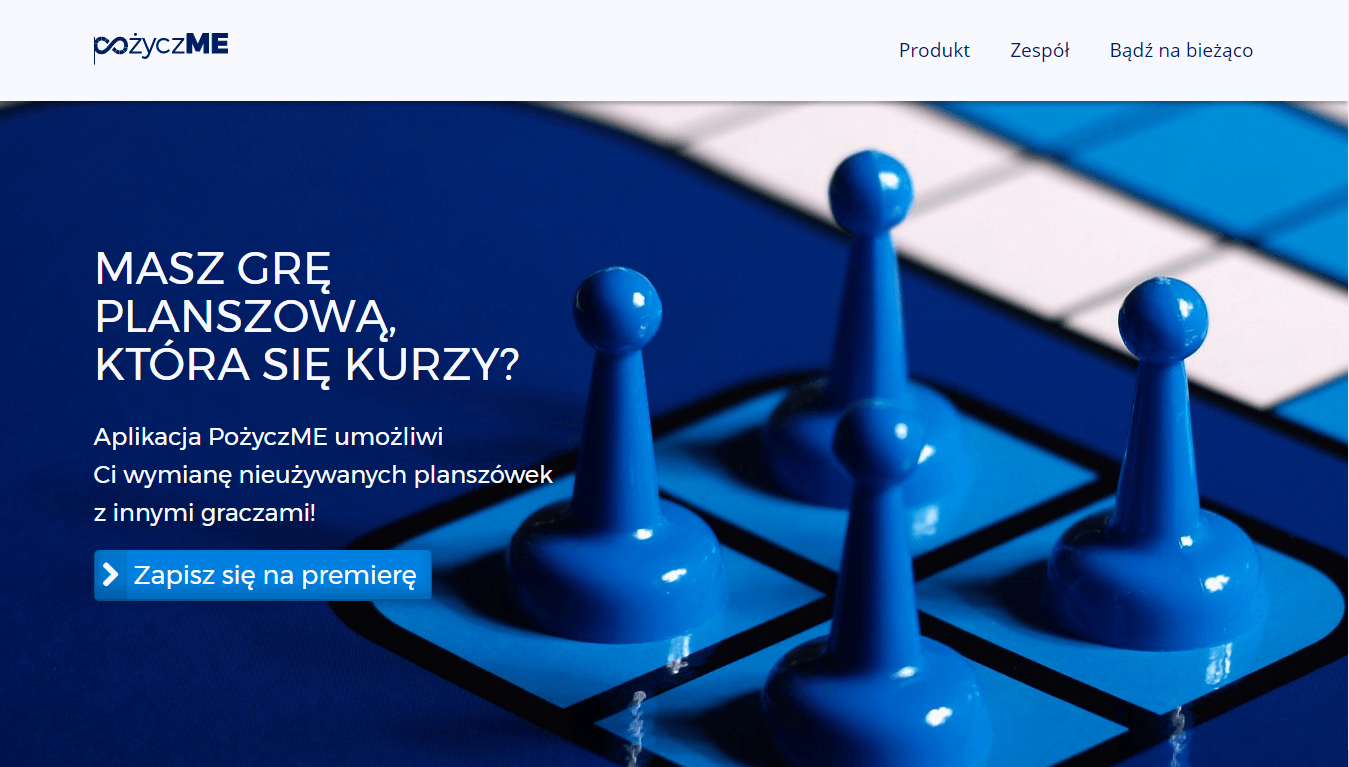 pożyczME
Produkt
Zespół
Bądź na bieżąco
MASZ GRĘ
PLANSZOWĄ,
KTÓRA SIĘ KURZY?
Aplikacja PożyczME umożliwi
Ci wymianę nieużywanych planszówek
z innymi graczami!
Zapisz się na premierę